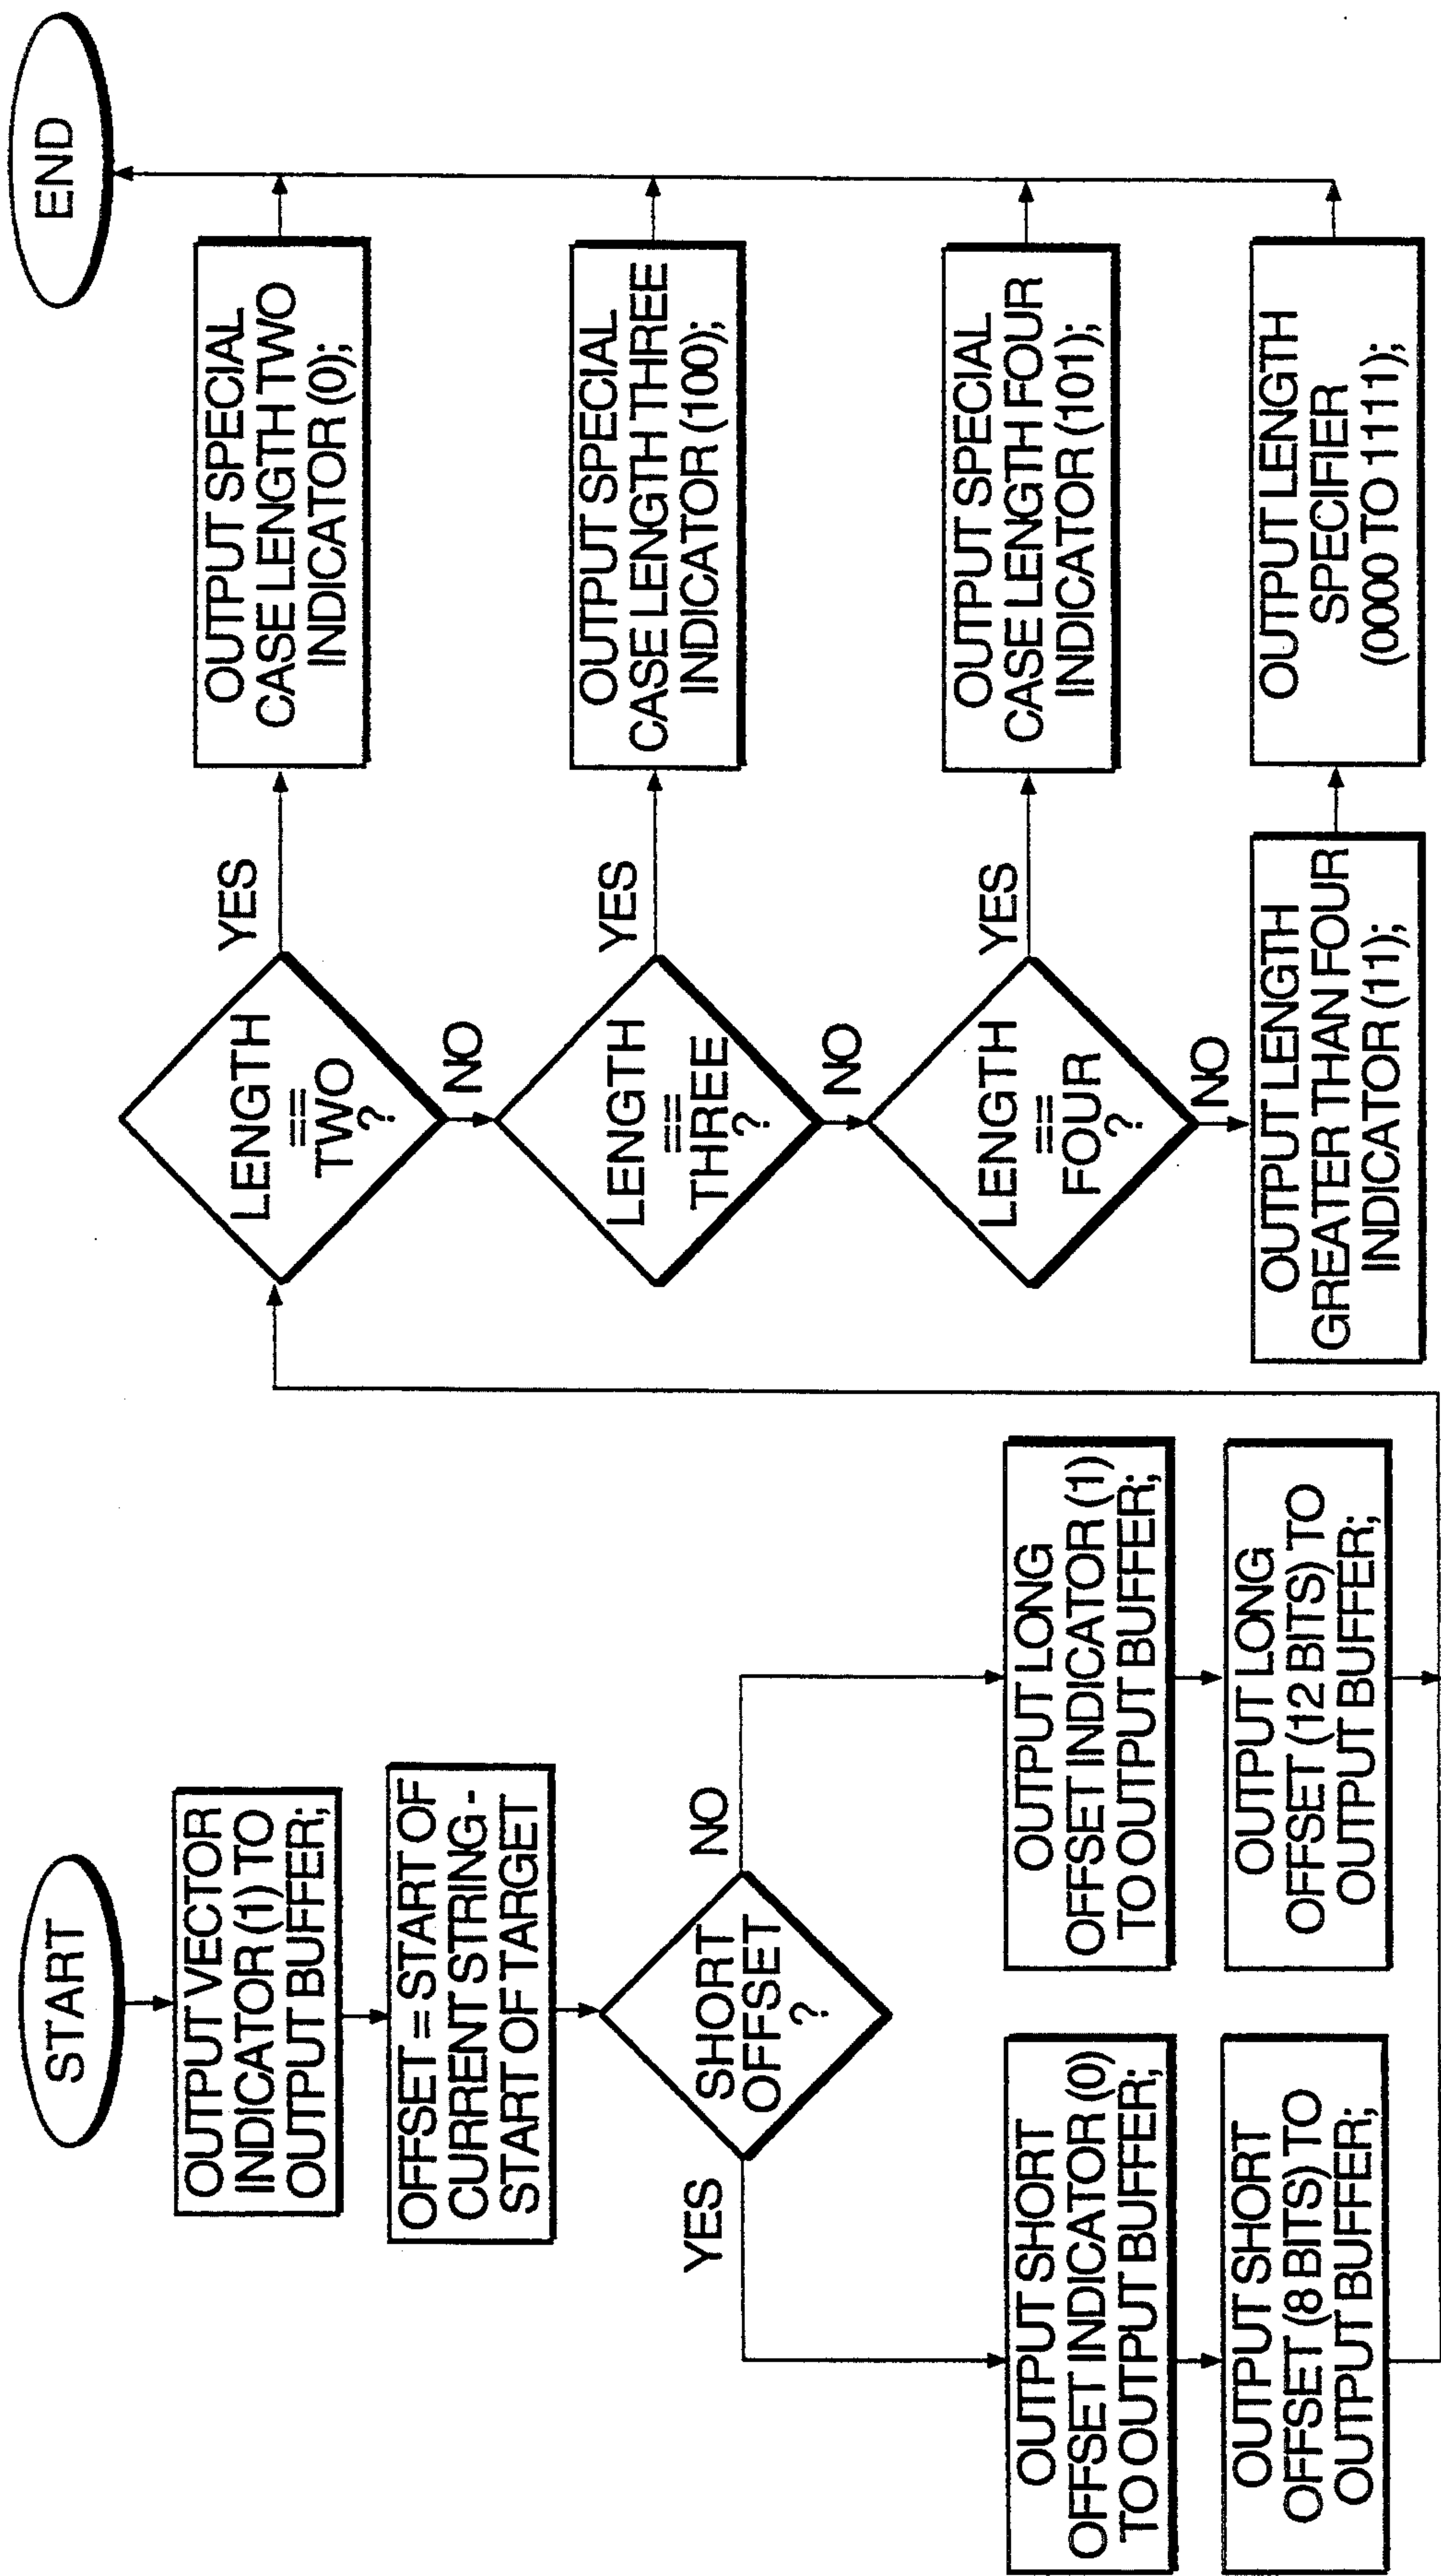 START
OUTPUT VECTOR
INDICATOR (1) TO
OUTPUT BUFFER;
OFFSET = START OF
CURRENT STRING -
START OF TARGET
SHORT
OFFSET
?
YES
NO
OUTPUT SHORT
OFFSET INDICATOR (0)
TO OUTPUT BUFFER;
OUTPUT SHORT
OFFSET (8 BITS) TO
OUTPUT BUFFER;
OUTPUT LONG
OFFSET INDICATOR (1)
TO OUTPUT BUFFER;
OUTPUT LONG
OFFSET (12 BITS) TO
OUTPUT BUFFER;
LENGTH
==
TWO
?
YES
OUTPUT SPECIAL
CASE LENGTH TWO
INDICATOR (0);
NO
LENGTH
==
THREE
?
YES
OUTPUT SPECIAL
CASE LENGTH THREE
INDICATOR (100);
NO
LENGTH
==
FOUR
?
YES
OUTPUT SPECIAL
CASE LENGTH FOUR
INDICATOR (101);
NO
OUTPUT LENGTH
GREATER THAN FOUR
INDICATOR (11);
OUTPUT LENGTH
SPECIFIER
(0000 TO 1111);
END